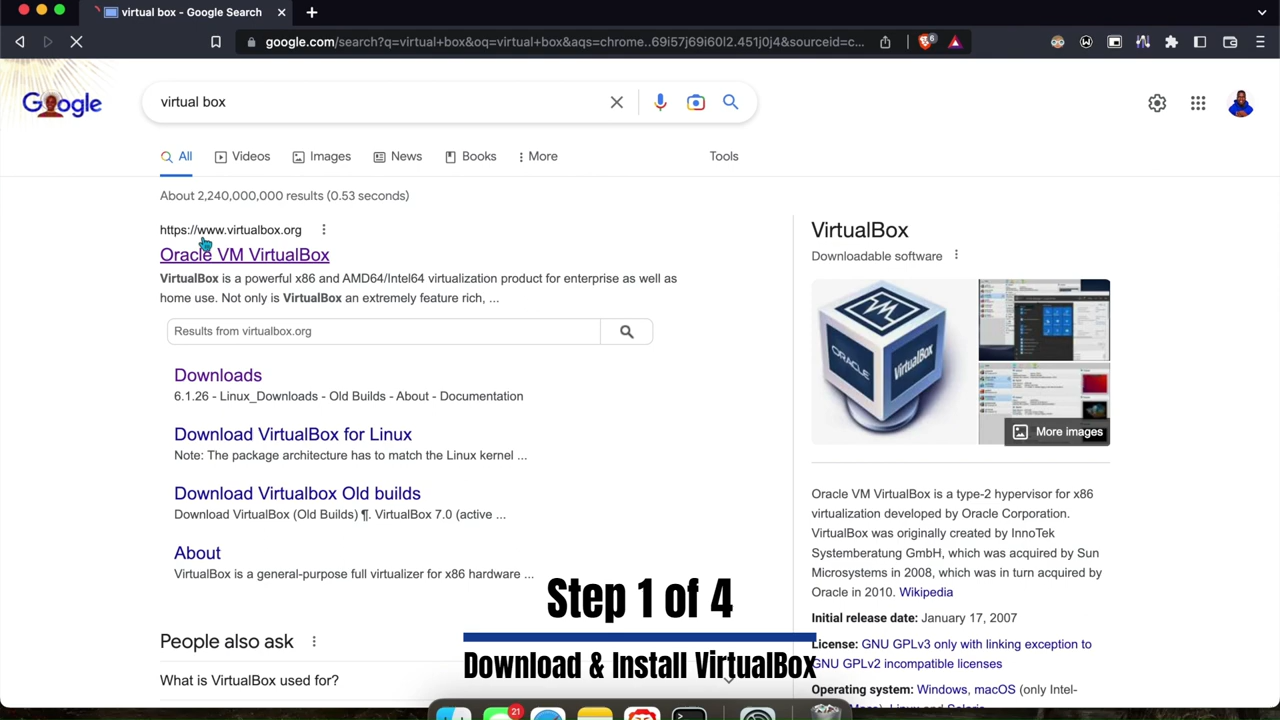 virtual box - Google Search
google.com/search?q=virtual+box&oq=virtual+box&aqs=chrome..69i57j69i60l2.451j0j4&sourceid=c...
6
Google
virtual box
All
Videos
Images
News
Books
More
Tools
About 2,240,000,000 results (0.53 seconds)
https://www.virtualbox.org
Oracle VM VirtualBox
VirtualBox is a powerful x86 and AMD64/Intel64 virtualization product for enterprise as well as
home use. Not only is VirtualBox an extremely feature rich, ...
Results from virtualbox.org
Downloads
6.1.26 - Linux_Downloads - Old Builds - About - Documentation
Download VirtualBox for Linux
Note: The package architecture has to match the Linux kernel ...
Download Virtualbox Old builds
Download VirtualBox (Old Builds) ¶. VirtualBox 7.0 (active ...
About
VirtualBox is a general-purpose full virtualizer for x86 hardware ...
People also ask
What is VirtualBox used for?
VirtualBox
Downloadable software
VM
ORACLE
VirtualBox
More images
Oracle VM VirtualBox is a type-2 hypervisor for x86
virtualization developed by Oracle Corporation.
VirtualBox was originally created by InnoTek
Systemberatung GmbH, which was acquired by Sun
Microsystems in 2008, which was in turn acquired by
Oracle in 2010. Wikipedia
Initial release date: January 17, 2007
License: GNU GPLv3 only with linking exception to
GNU GPLv2 incompatible licenses
Operating system: Windows, macOS (only Intel-
Step 1 of 4
Download & Install VirtualBox
21